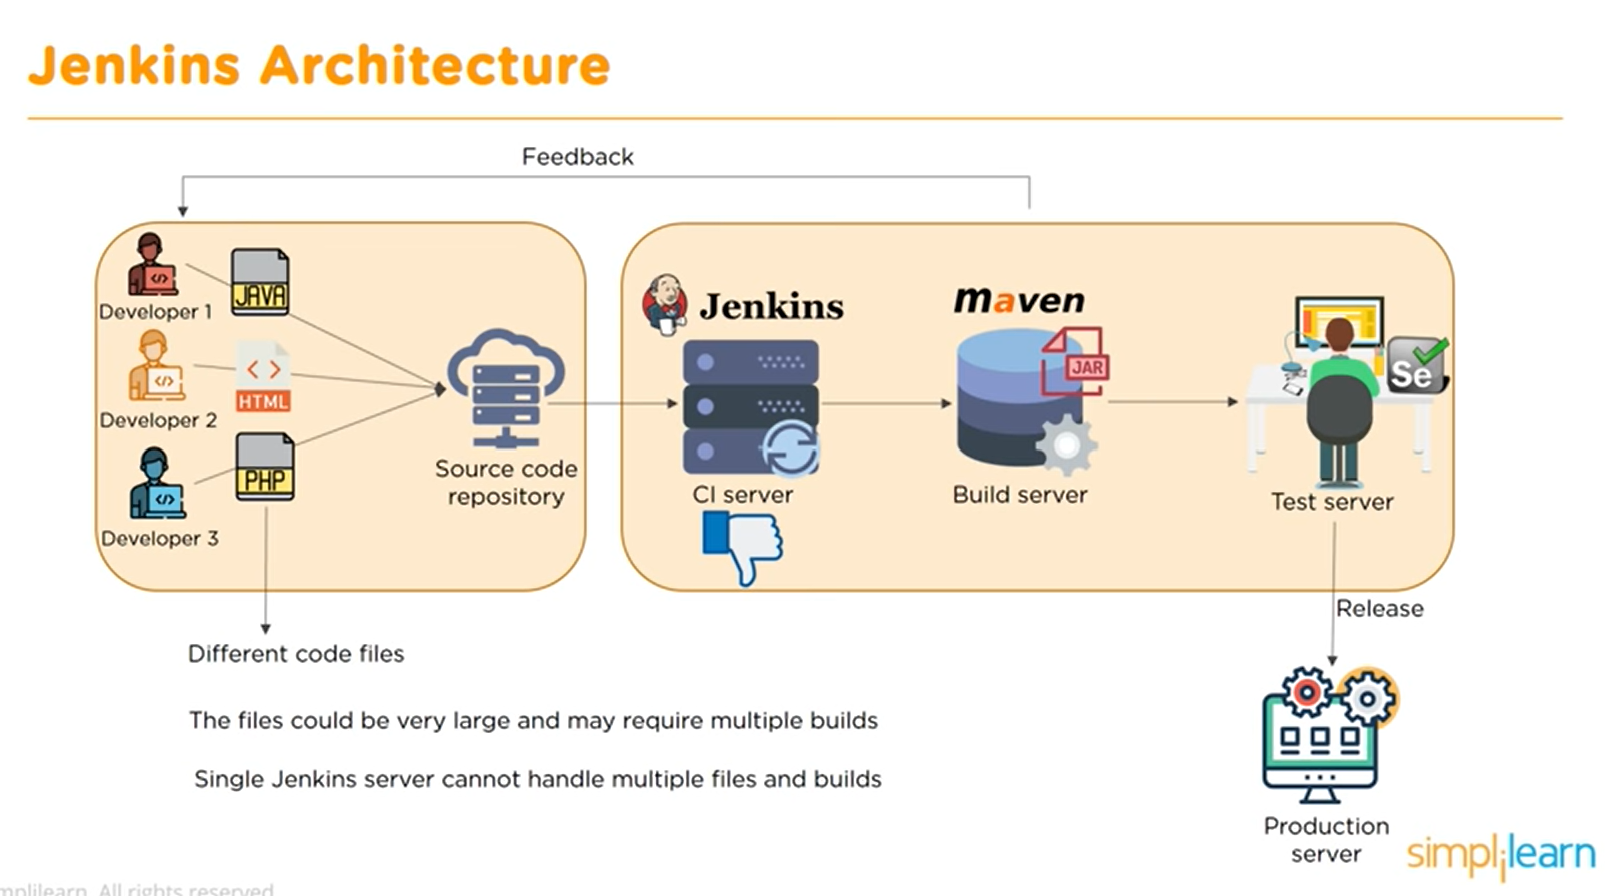 Jenkins Architecture
Feedback
Developer 1
JAVA
Developer 2
HTML
Developer 3
PHP
Source code
repository
Jenkins
CI server
maven
JAR
Build server
Se
Test server
Release
Different code files
The files could be very large and may require multiple builds
Single Jenkins server cannot handle multiple files and builds
Production
server
simplilearn
mplilearn. All rights reserved